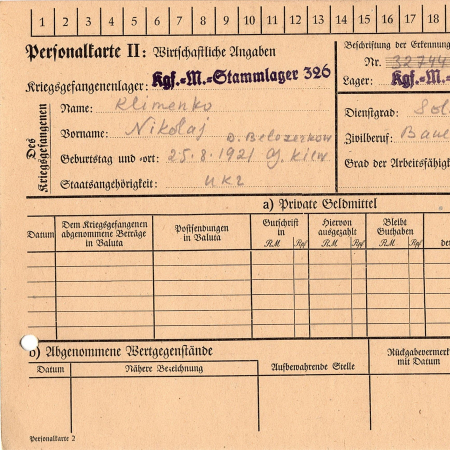 1 2 3 4 5 6 7 8 9 10 11 12 13 14 15 16 17 18
Personalkarte II: Wirtschaftliche Angaben
Beschriftung der Erkennung
Nr. 32744
Kriegsgefangenenlager: Kgf.-M.-Stammlager 326
Lager: Kgf.-M.-
Des Kriegsgefangenen
Name: Klimenko
Vorname: Nikolaj
Dienstgrad: Sol
D. Belozerkow
Zivilberuf: Baue
Geburtstag und -ort: 25.8.1921 G. Kiew
Grad der Arbeitsfähigk
Staatsangehörigkeit: ukr
a) Private Geldmittel
Datum
Dem Kriegsgefangenen abgenommene Beträge in Valuta
Postsendungen in Valuta
Gutschrift in
RM Rpf
Hiervon ausgezahlt
RM Rpf
Bleibt Guthaben
RM Rpf
der
b) Abgenommene Wertgegenstände
Datum
Nähere Bezeichnung
Aufbewahrende Stelle
Rückgabevermerk mit Datum
Personalkarte 2